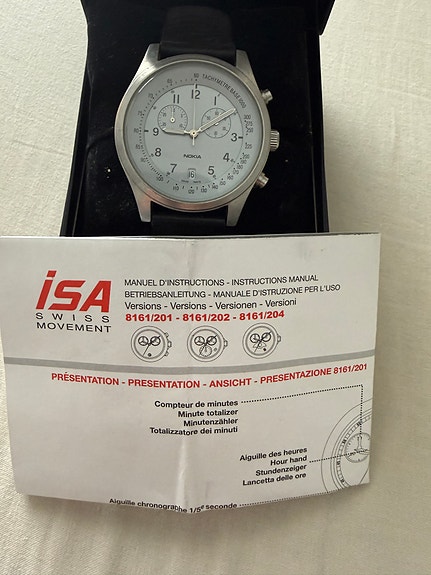 TACHYMETRE BASE 1000
12
11
1
9
3
8
4
7
5
NOKIA
16
iSA
SWISS
MOVEMENT
MANUEL D'INSTRUCTIONS - INSTRUCTIONS MANUAL
BETRIEBSANLEITUNG - MANUALE D'ISTRUZIONE PER L'USO
Versions - Versions - Versionen - Versioni
8161/201 - 8161/202 - 8161/204
PRÉSENTATION - PRESENTATION - ANSICHT - PRESENTAZIONE 8161/201
Compteur de minutes
Minute totalizer
Minutenzähler
Totalizzatore dei minuti
Aiguille des heures
Hour hand
Stundenzeiger
Lancetta delle ore
Aiguille chronographe 1/5e seconde